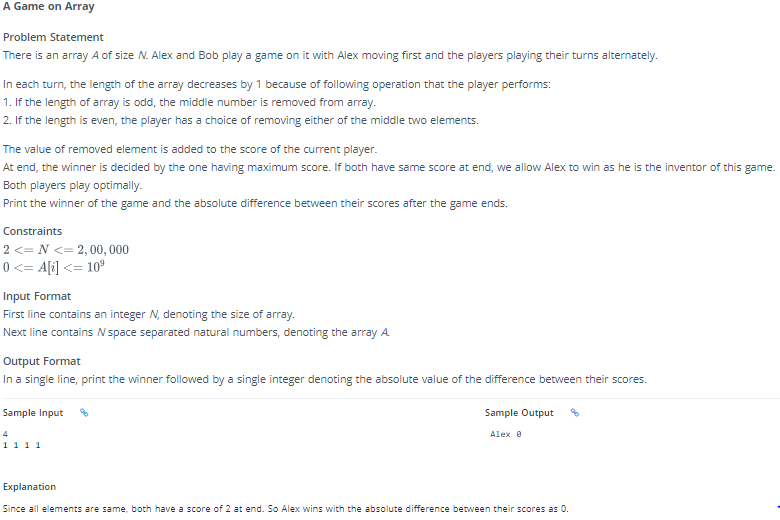 A Game on Array
Problem Statement
There is an array A of size N. Alex and Bob play a game on it with Alex moving first and the players playing their turns alternately.
In each turn, the length of the array decreases by 1 because of following operation that the player performs:
1. If the length of array is odd, the middle number is removed from array.
2. If the length is even, the player has a choice of removing either of the middle two elements.
The value of removed element is added to the score of the current player.
At end, the winner is decided by the one having maximum score. If both have same score at end, we allow Alex to win as he is the inventor of this game.
Both players play optimally.
Print the winner of the game and the absolute difference between their scores after the game ends.
Constraints
2 <= N <= 2, 00, 000
0 <= A[i] <= 10⁹
Input Format
First line contains an integer N, denoting the size of array.
Next line contains N space separated natural numbers, denoting the array A.
Output Format
In a single line, print the winner followed by a single integer denoting the absolute value of the difference between their scores.
Sample Input
Sample Output
4
Alex 0
1 1 1 1
Explanation
Since all elements are same, both have a score of 2 at end. So Alex wins with the absolute difference between their scores as 0.